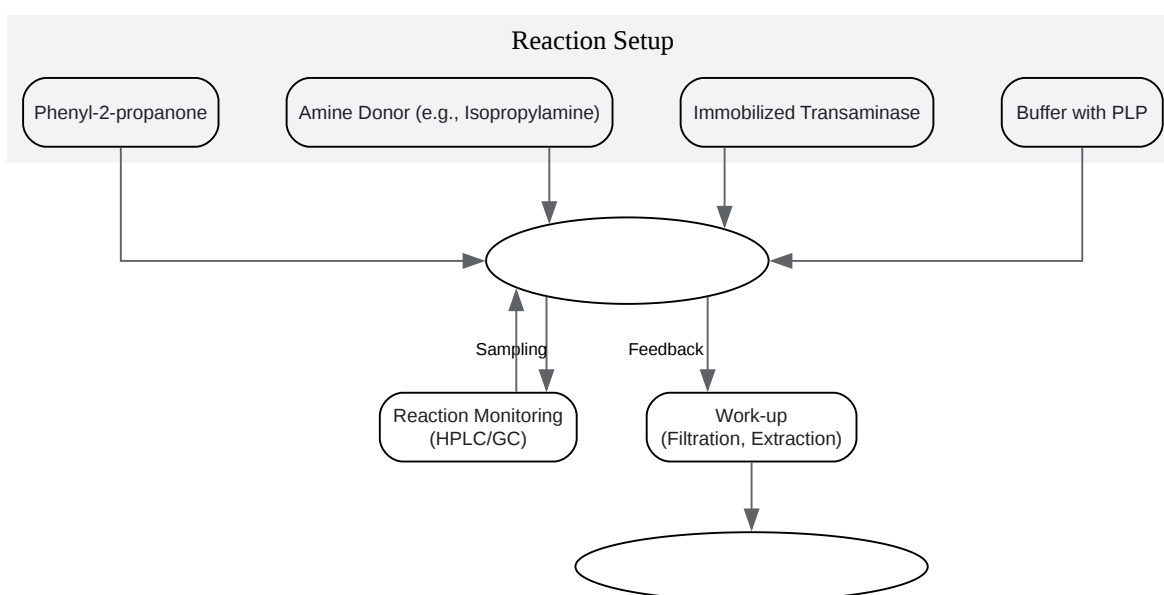 Reaction Setup
Phenyl-2-propanone
Amine Donor (e.g., Isopropylamine)
Immobilized Transaminase
Buffer with PLP
Sampling
Feedback
Reaction Monitoring
(HPLC/GC)
Work-up
(Filtration, Extraction)